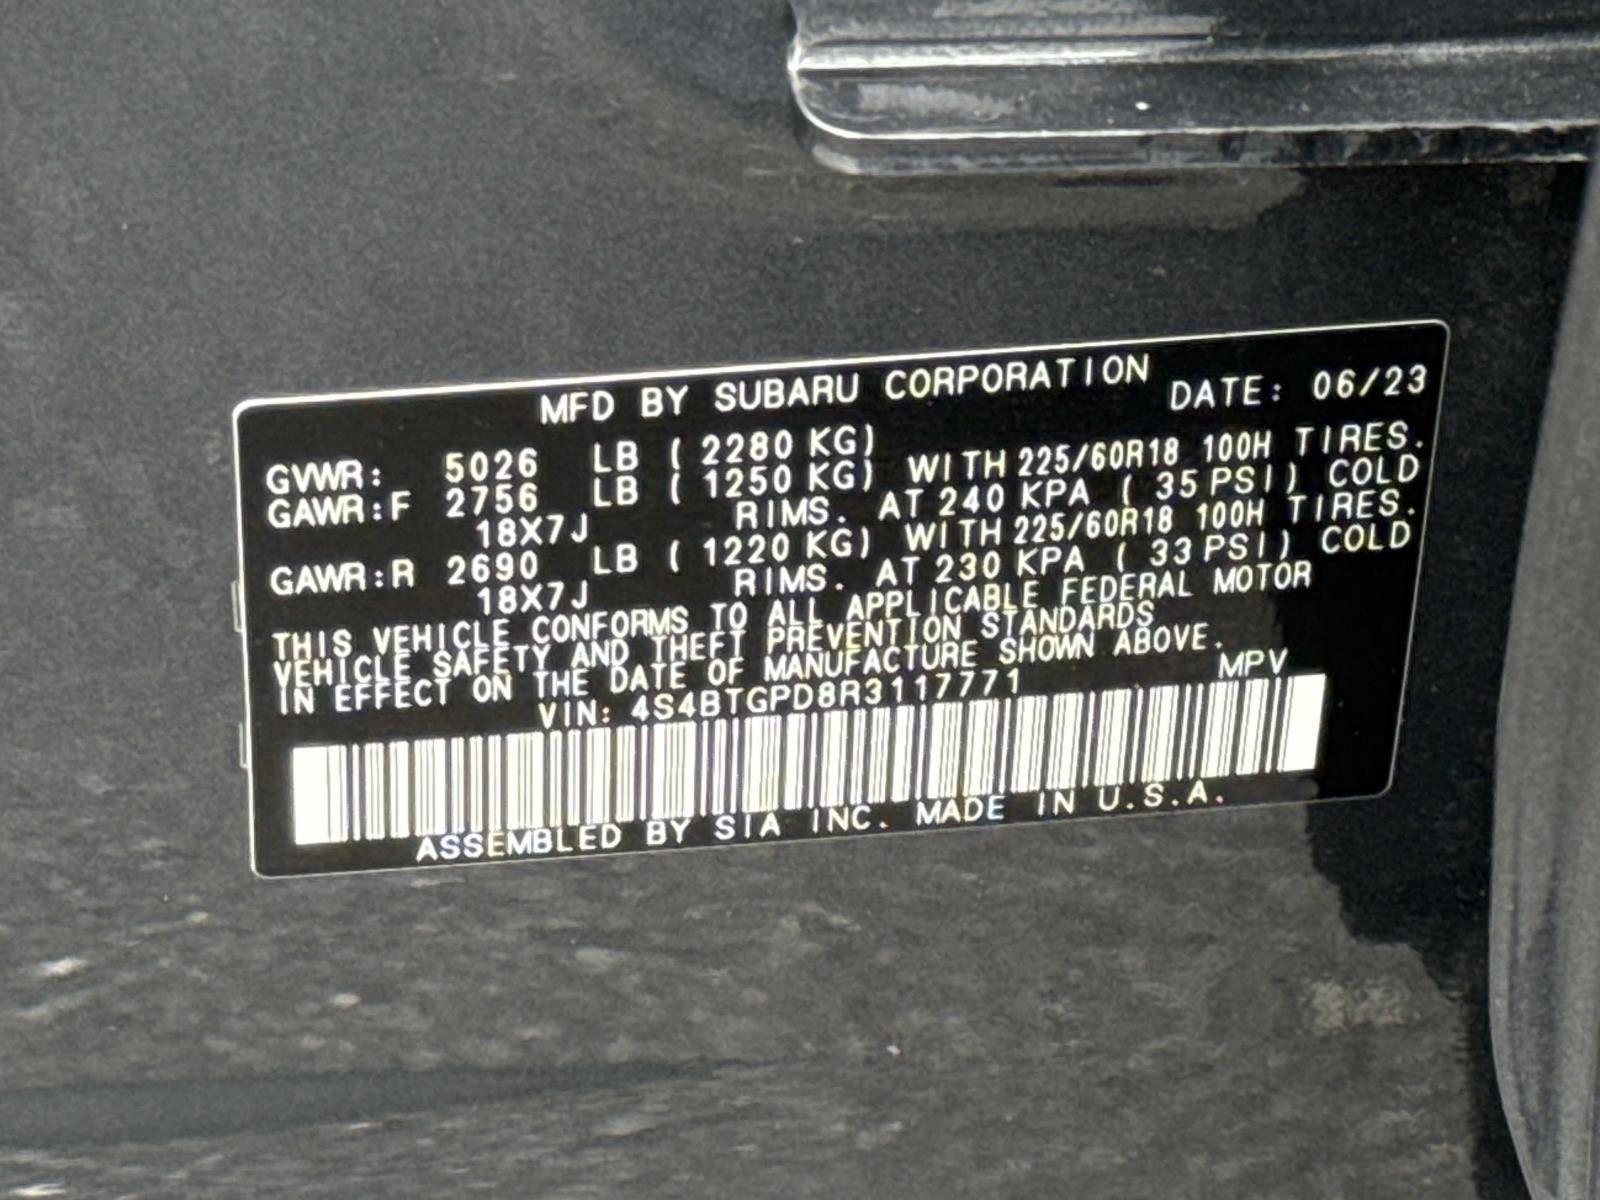 MFD BY SUBARU CORPORATION DATE: 06/23
GVWR: 5026 LB ( 2280 KG)
GAWR:F 2756 LB ( 1250 KG) WITH 225/60R18 100H TIRES.
18X7J RIMS. AT 240 KPA ( 35 PSI) COLD
GAWR:R 2690 LB ( 1220 KG) WITH 225/60R18 100H TIRES.
18X7J RIMS. AT 230 KPA ( 33 PSI) COLD
THIS VEHICLE CONFORMS TO ALL APPLICABLE FEDERAL MOTOR
VEHICLE SAFETY AND THEFT PREVENTION STANDARDS
IN EFFECT ON THE DATE OF MANUFACTURE SHOWN ABOVE.
VIN: 4S4BTGPD8R3117771 MPV
ASSEMBLED BY SIA INC. MADE IN U.S.A.